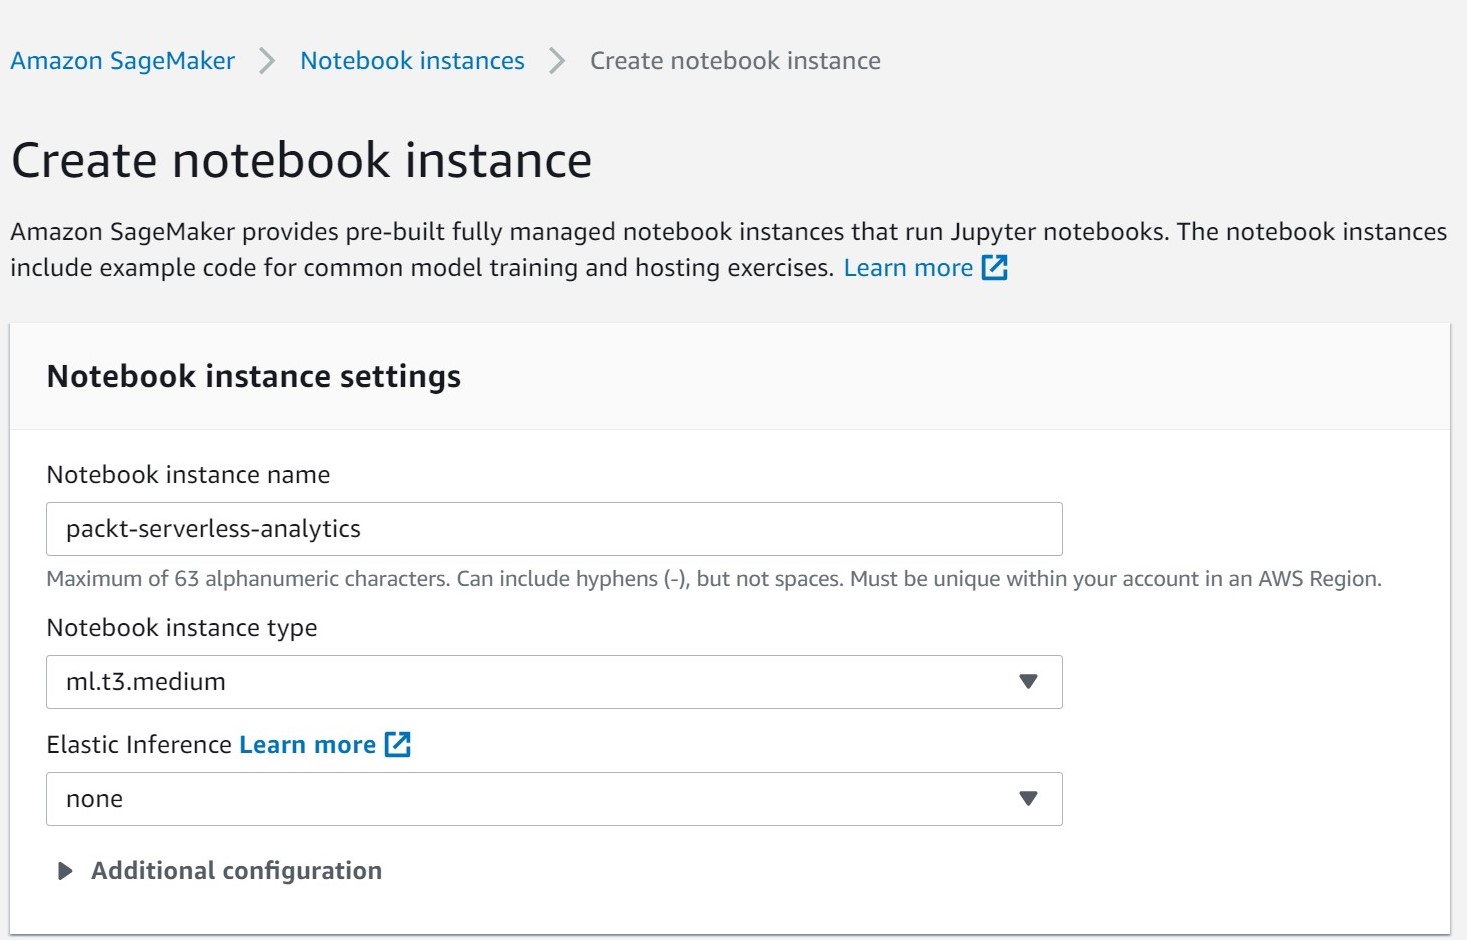 Amazon SageMaker > Notebook instances > Create notebook instance
Create notebook instance
Amazon SageMaker provides pre-built fully managed notebook instances that run Jupyter notebooks. The notebook instances
include example code for common model training and hosting exercises. Learn more
Notebook instance settings
Notebook instance name
packt-serverless-analytics
Maximum of 63 alphanumeric characters. Can include hyphens (-), but not spaces. Must be unique within your account in an AWS Region.
Notebook instance type
ml.t3.medium
Elastic Inference Learn more
none
Additional configuration